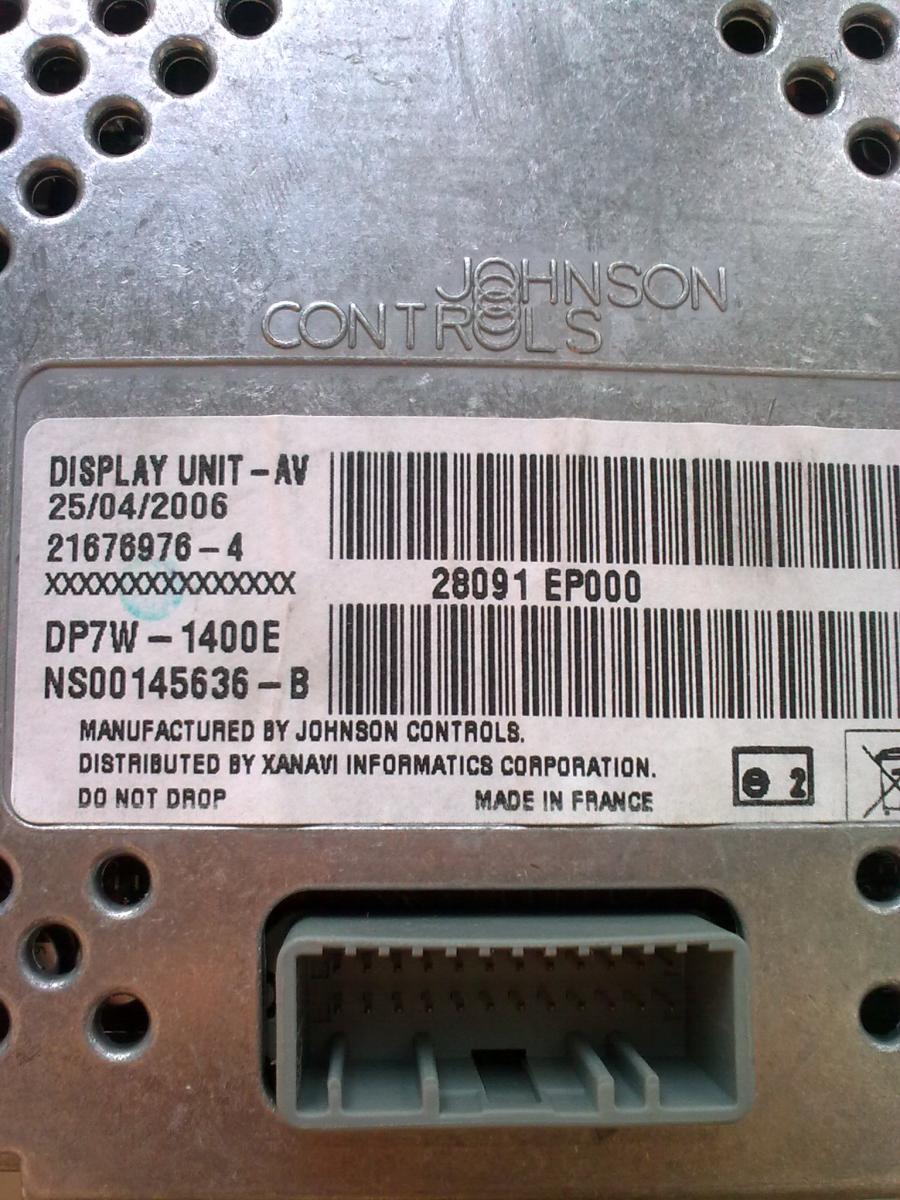 JOHNSON
CONTROLS
DISPLAY UNIT - AV
25/04/2006
21676976 - 4
XXXXXXXXXXXXXXX
28091 EP000
DP7W - 1400E
NS00145636 - B
MANUFACTURED BY JOHNSON CONTROLS.
DISTRIBUTED BY XANAVI INFORMATICS CORPORATION.
DO NOT DROP MADE IN FRANCE
⊖ 2